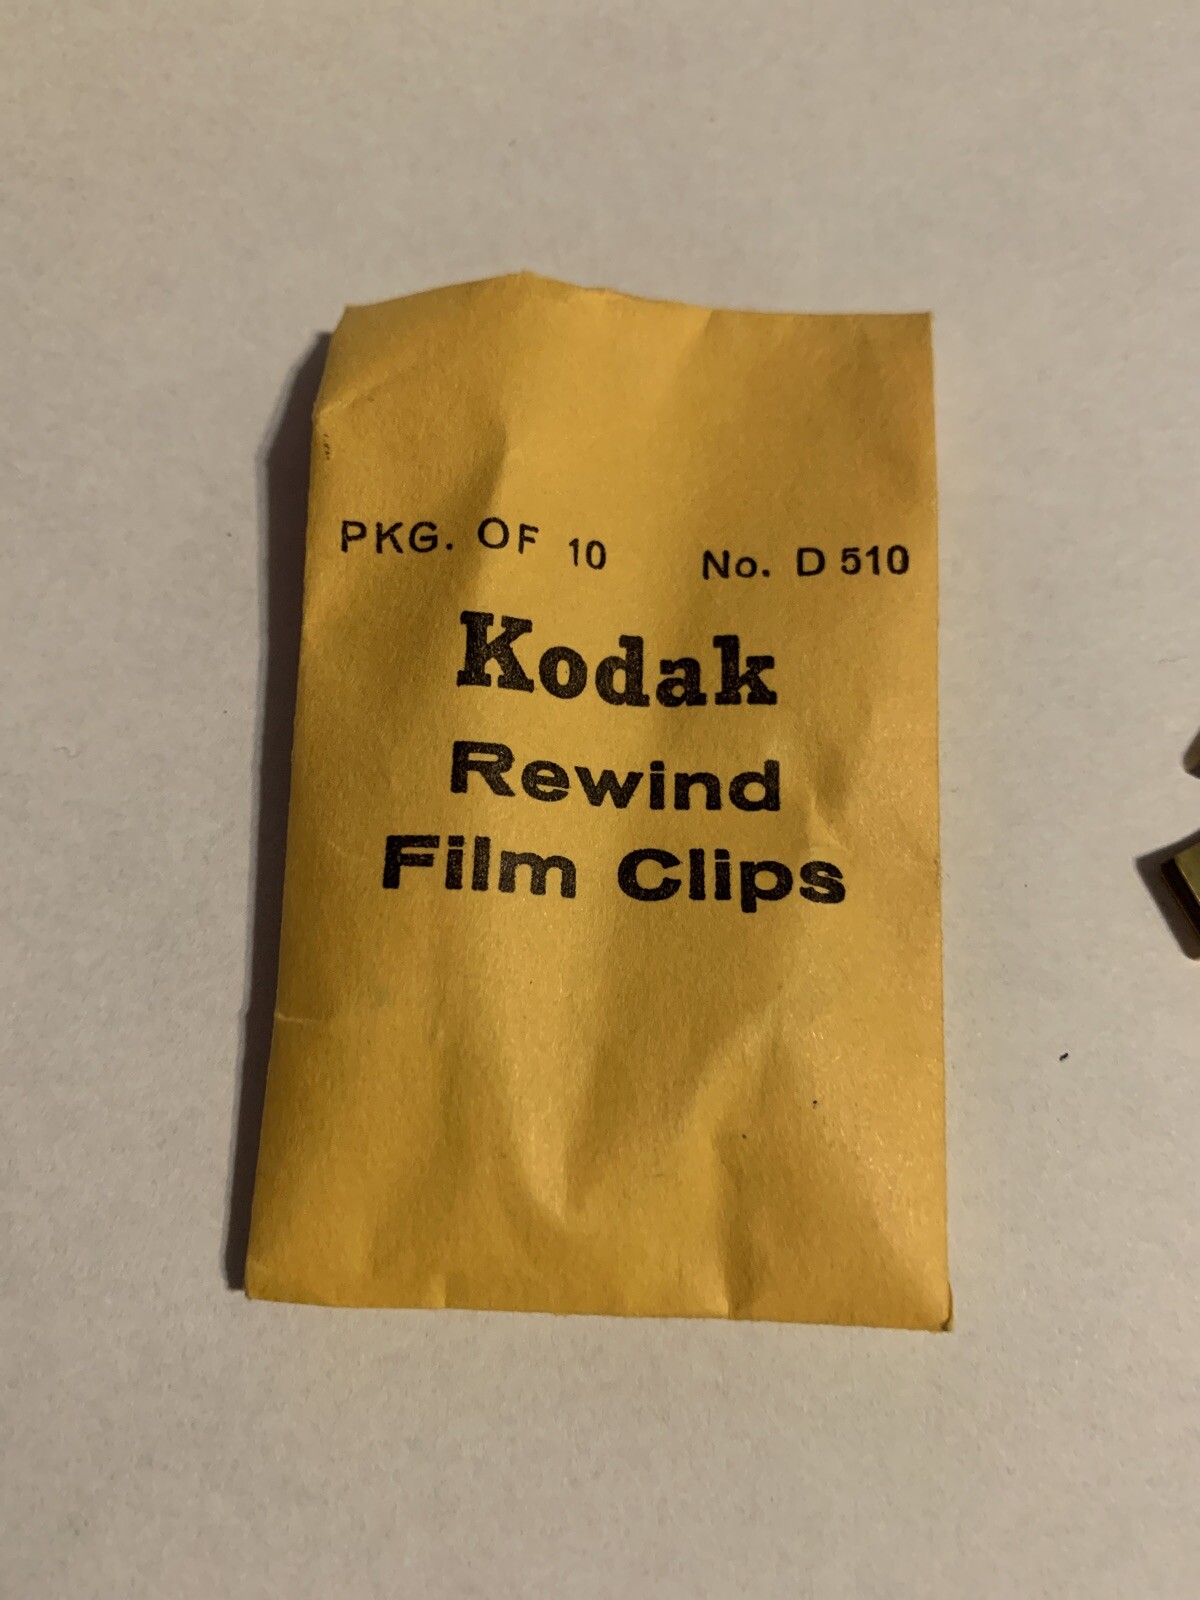 PKG. OF 10 No. D 510
Kodak
Rewind
Film Clips